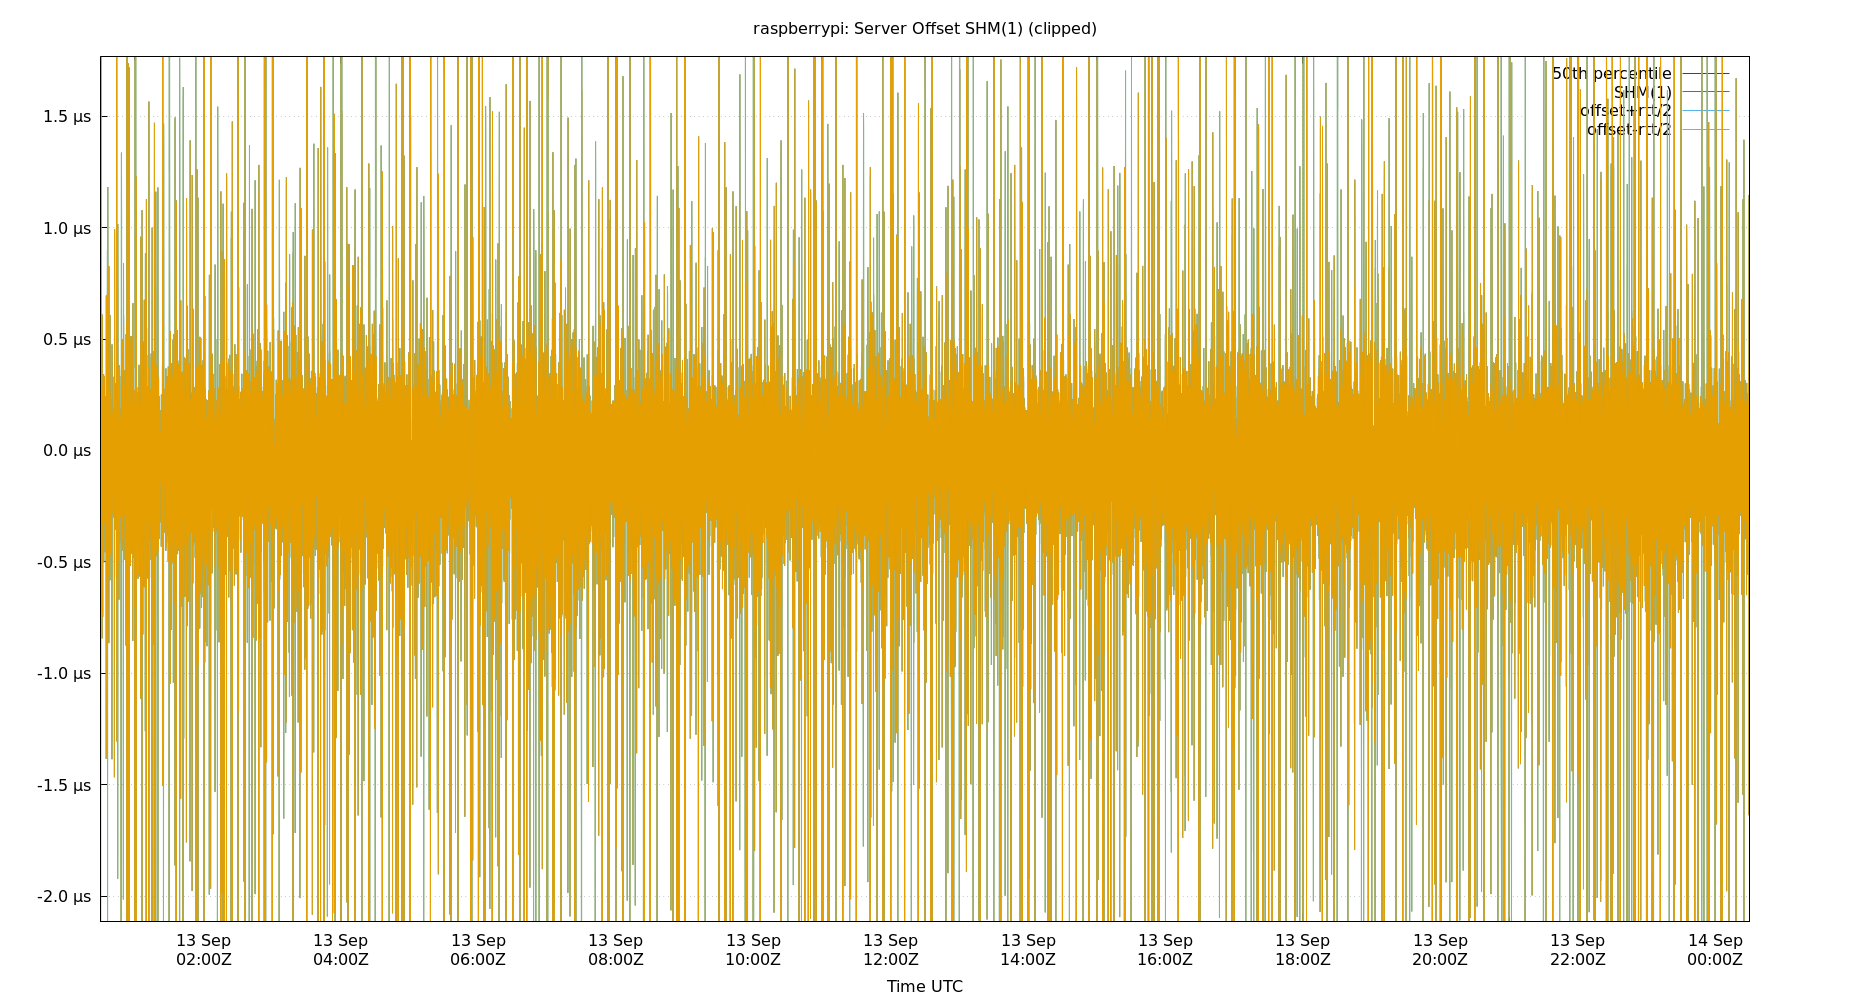 raspberrypi: Server Offset SHM(1) (clipped)
50th percentile
SHM(1)
offset+rtt/2
offset-rtt/2
1.5 µs
1.0 µs
0.5 µs
0.0 µs
-0.5 µs
-1.0 µs
-1.5 µs
-2.0 µs
13 Sep 13 Sep 13 Sep 13 Sep 13 Sep 13 Sep 13 Sep 13 Sep 13 Sep 13 Sep 13 Sep 14 Sep
02:00Z 04:00Z 06:00Z 08:00Z 10:00Z 12:00Z 14:00Z 16:00Z 18:00Z 20:00Z 22:00Z 00:00Z
Time UTC